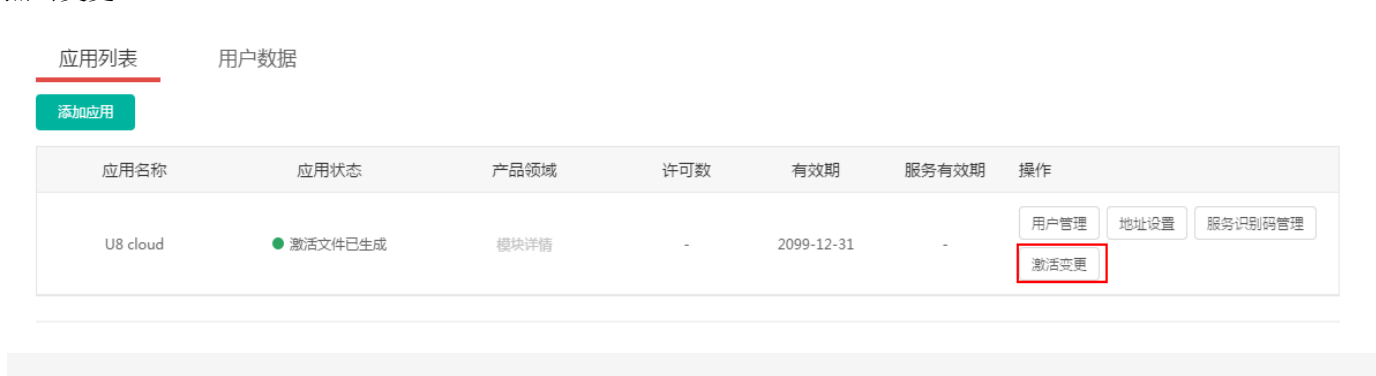 应用列表 用户数据
添加应用
应用名称 应用状态 产品领域 许可数 有效期 服务有效期 操作
U8 cloud 激活文件已生成 模块详情 - 2099-12-31 - 用户管理 地址设置 服务识别码管理
激活变更